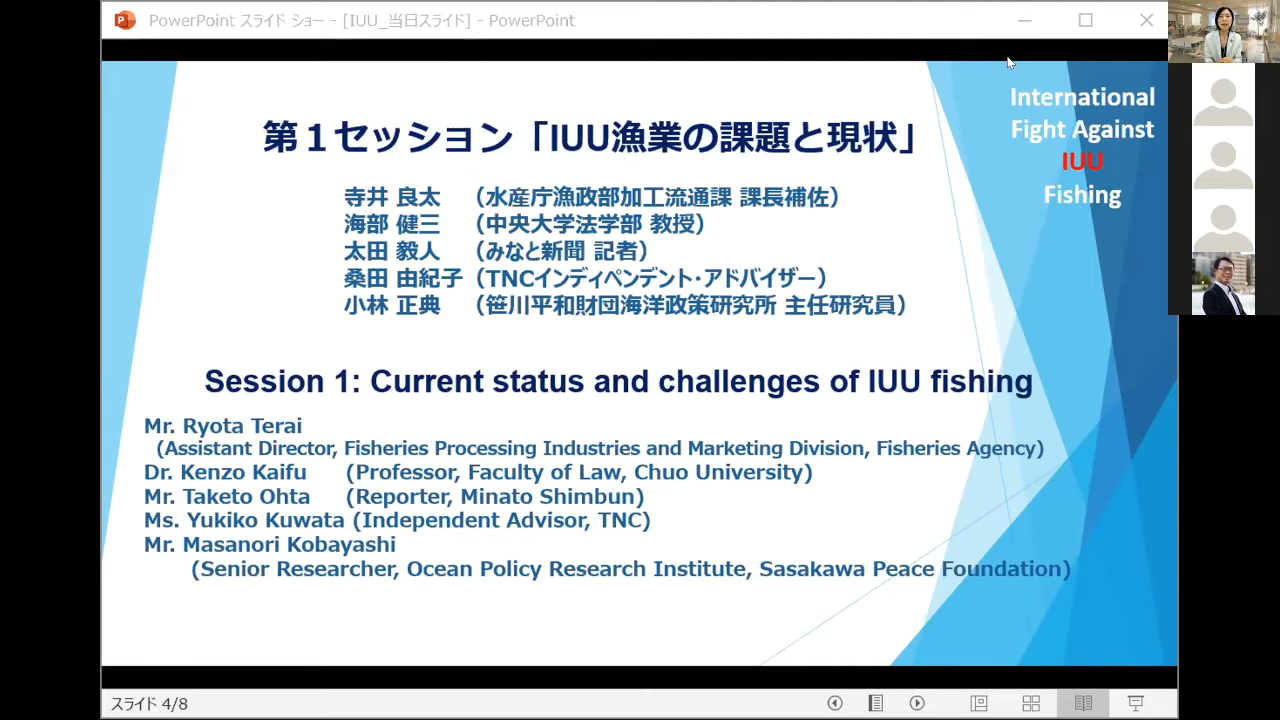 PowerPoint スライド ショー - [IUU_当日スライド] - PowerPoint
International
Fight Against
IUU
Fishing
第１セッション「IUU漁業の課題と現状」
寺井 良太 （水産庁漁政部加工流通課 課長補佐）
海部 健三 （中央大学法学部 教授）
太田 毅人 （みなと新聞 記者）
桑田 由紀子（TNCインディペンデント・アドバイザー）
小林 正典 （笹川平和財団海洋政策研究所 主任研究員）
Session 1: Current status and challenges of IUU fishing
Mr. Ryota Terai
(Assistant Director, Fisheries Processing Industries and Marketing Division, Fisheries Agency)
Dr. Kenzo Kaifu (Professor, Faculty of Law, Chuo University)
Mr. Taketo Ohta (Reporter, Minato Shimbun)
Ms. Yukiko Kuwata (Independent Advisor, TNC)
Mr. Masanori Kobayashi
(Senior Researcher, Ocean Policy Research Institute, Sasakawa Peace Foundation)
スライド 4/8